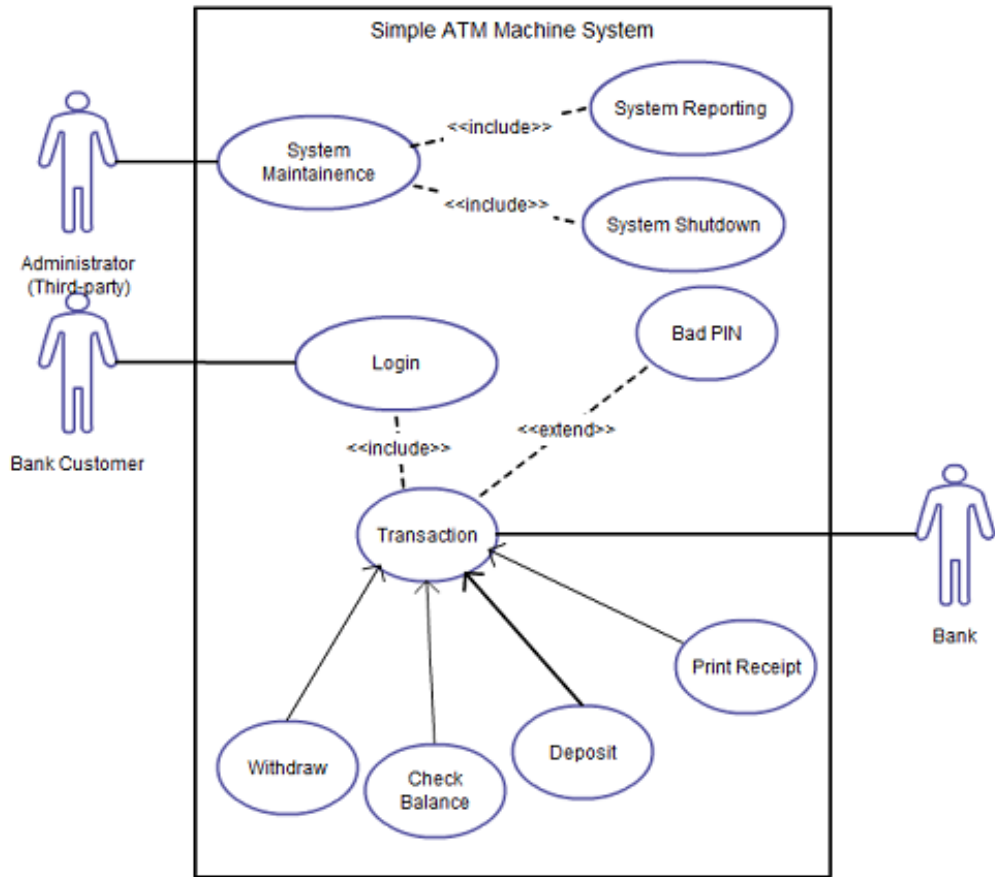 Simple ATM Machine System
System Reporting
<<include>>
System
Maintainence
<<include>>
System Shutdown
Administrator
(Third-party)
Bad PIN
Login
<<extend>>
<<include>>
Bank Customer
Transaction
Bank
Print Receipt
Withdraw
Check
Balance
Deposit